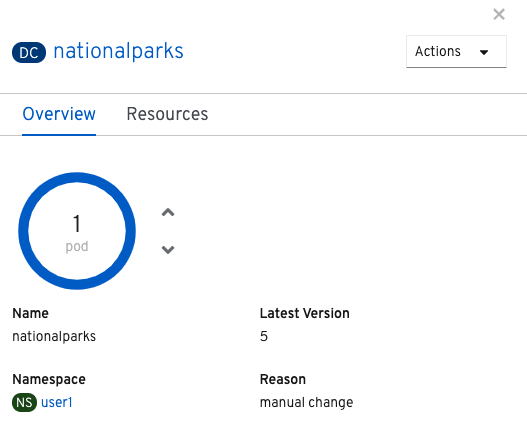 DC nationalparks
Actions
Overview Resources
1
pod
Name
nationalparks
Latest Version
5
Namespace
NS user1
Reason
manual change